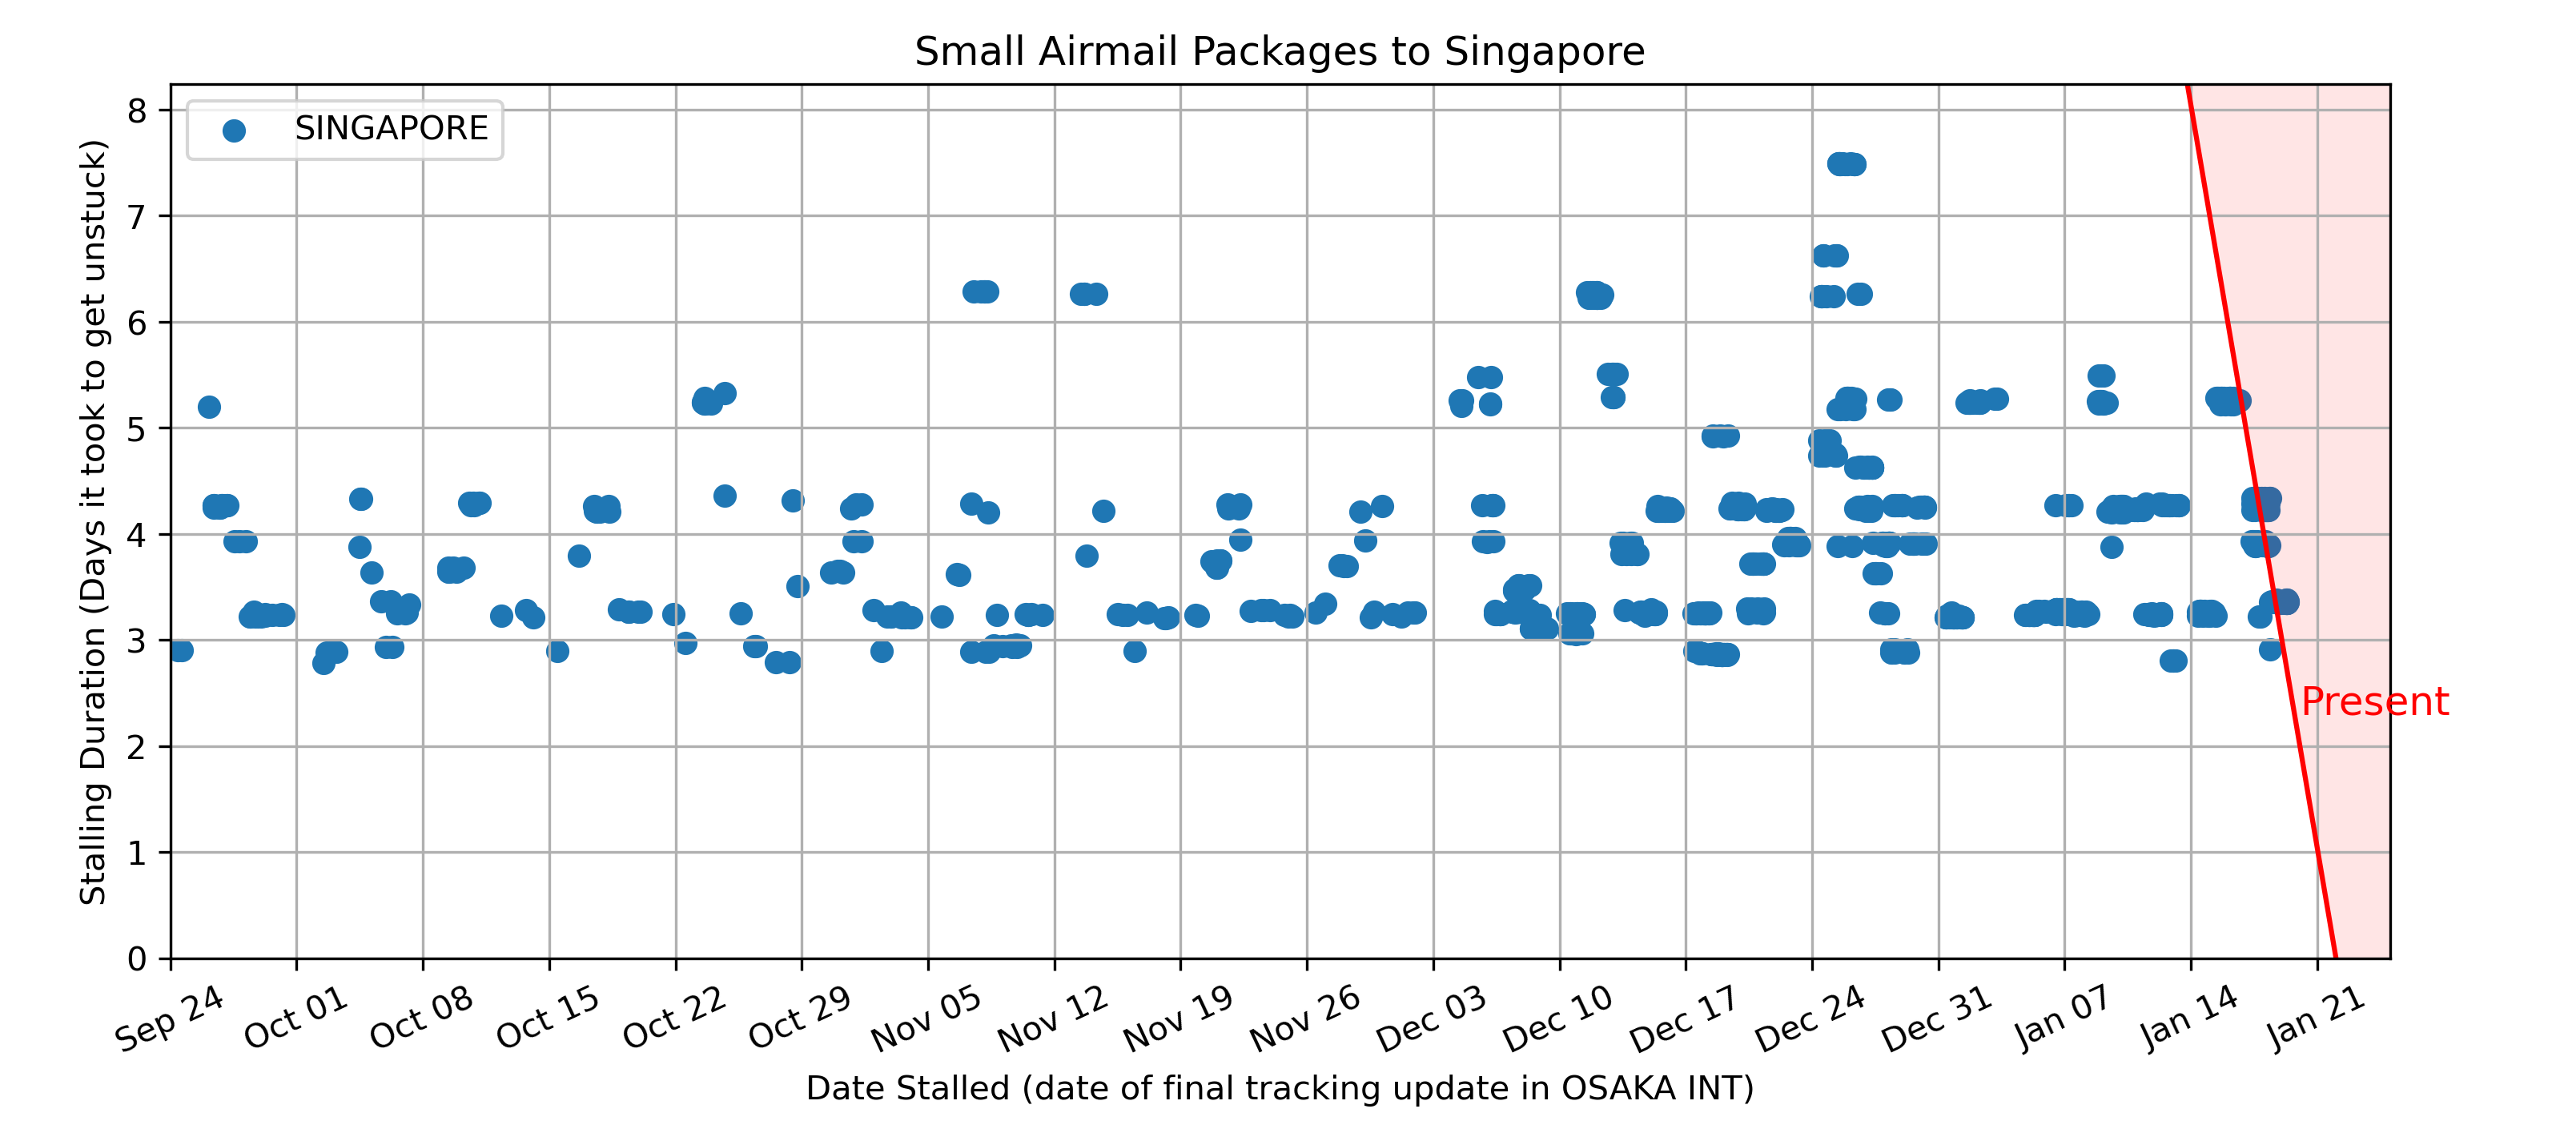 Small Airmail Packages to Singapore
SINGAPORE
Stalling Duration (Days it took to get unstuck)
8
7
6
5
4
3
2
1
0
Present
Sep 24 Oct 01 Oct 08 Oct 15 Oct 22 Oct 29 Nov 05 Nov 12 Nov 19 Nov 26 Dec 03 Dec 10 Dec 17 Dec 24 Dec 31 Jan 07 Jan 14 Jan 21
Date Stalled (date of final tracking update in OSAKA INT)